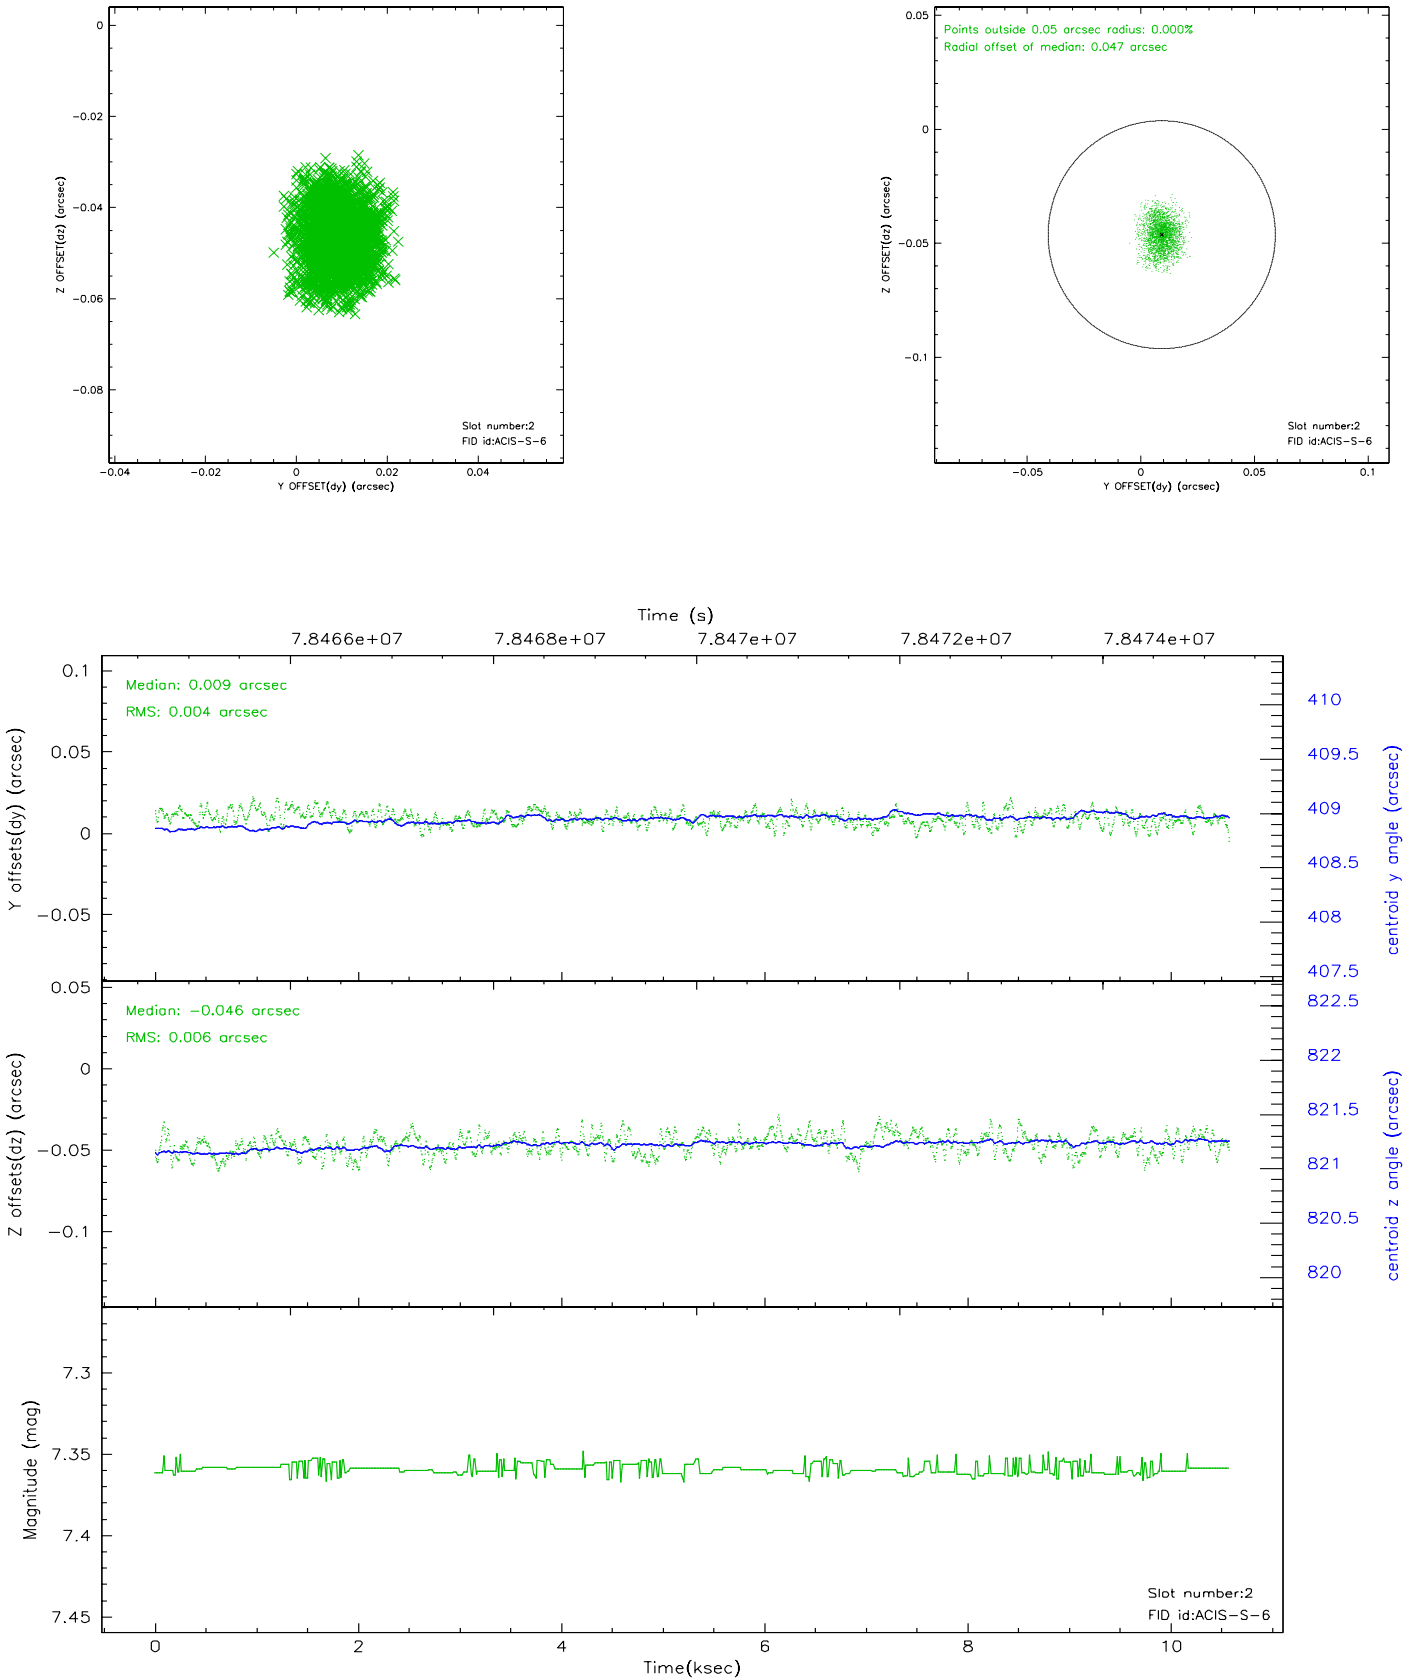 0
-0.02
-0.04
-0.06
-0.08
Z OFFSET(dz) (arcsec)
-0.04
-0.02
0
0.02
0.04
Y OFFSET(dy) (arcsec)
Slot number:2
FID id:ACIS-S-6
Points outside 0.05 arcsec radius: 0.000%
Radial offset of median: 0.047 arcsec
0.05
0
-0.05
-0.1
Z OFFSET(dz) (arcsec)
-0.05
0
0.05
0.1
Y OFFSET(dy) (arcsec)
Slot number:2
FID id:ACIS-S-6
Time (s)
7.8466e+07
7.8468e+07
7.847e+07
7.8472e+07
7.8474e+07
Median: 0.009 arcsec
RMS: 0.004 arcsec
0.1
0.05
0
-0.05
Y offsets(dy) (arcsec)
410
409.5
409
408.5
408
407.5
centroid y angle (arcsec)
Median: -0.046 arcsec
RMS: 0.006 arcsec
0.05
0
-0.05
-0.1
Z offsets(dz) (arcsec)
822.5
822
821.5
821
820.5
820
centroid z angle (arcsec)
7.3
7.35
7.4
7.45
Magnitude (mag)
Slot number:2
FID id:ACIS-S-6
0
2
4
6
8
10
Time(ksec)